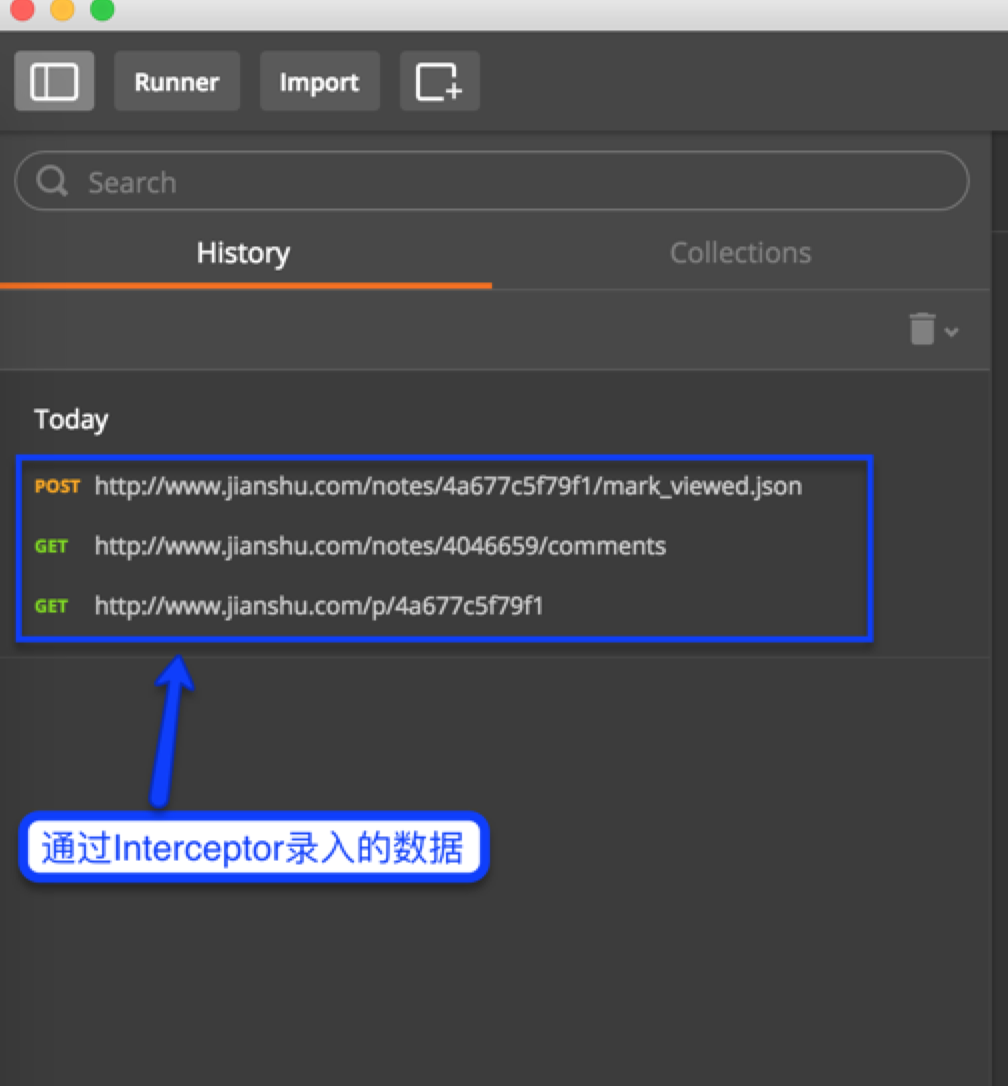 Runner
Import
Search
History
Collections
Today
POST http://www.jianshu.com/notes/4a677c5f79f1/mark_viewed.json
GET http://www.jianshu.com/notes/4046659/comments
GET http://www.jianshu.com/p/4a677c5f79f1
通过Interceptor录入的数据